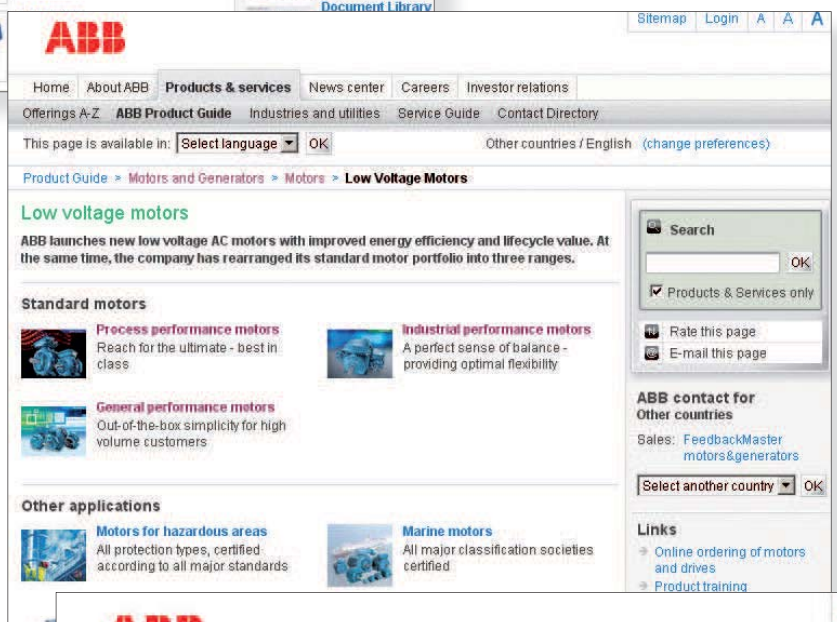 Document Library
Sitemap Login A A A
ABB
Home About ABB Products & services News center Careers Investor relations
Offerings A-Z ABB Product Guide Industries and utilities Service Guide Contact Directory
This page is available in: Select language OK Other countries / English (change preferences)
Product Guide > Motors and Generators > Motors > Low Voltage Motors
Low voltage motors
ABB launches new low voltage AC motors with improved energy efficiency and lifecycle value. At
the same time, the company has rearranged its standard motor portfolio into three ranges.
Standard motors
Process performance motors
Reach for the ultimate - best in
class
Industrial performance motors
A perfect sense of balance -
providing optimal flexibility
General performance motors
Out-of-the-box simplicity for high
volume customers
Other applications
Motors for hazardous areas
All protection types, certified
according to all major standards
Marine motors
All major classification societies
certified
Search
OK
Products & Services only
Rate this page
E-mail this page
ABB contact for
Other countries
Sales: FeedbackMaster
motors&generators
Select another country OK
Links
Online ordering of motors
and drives
Product training
ABB